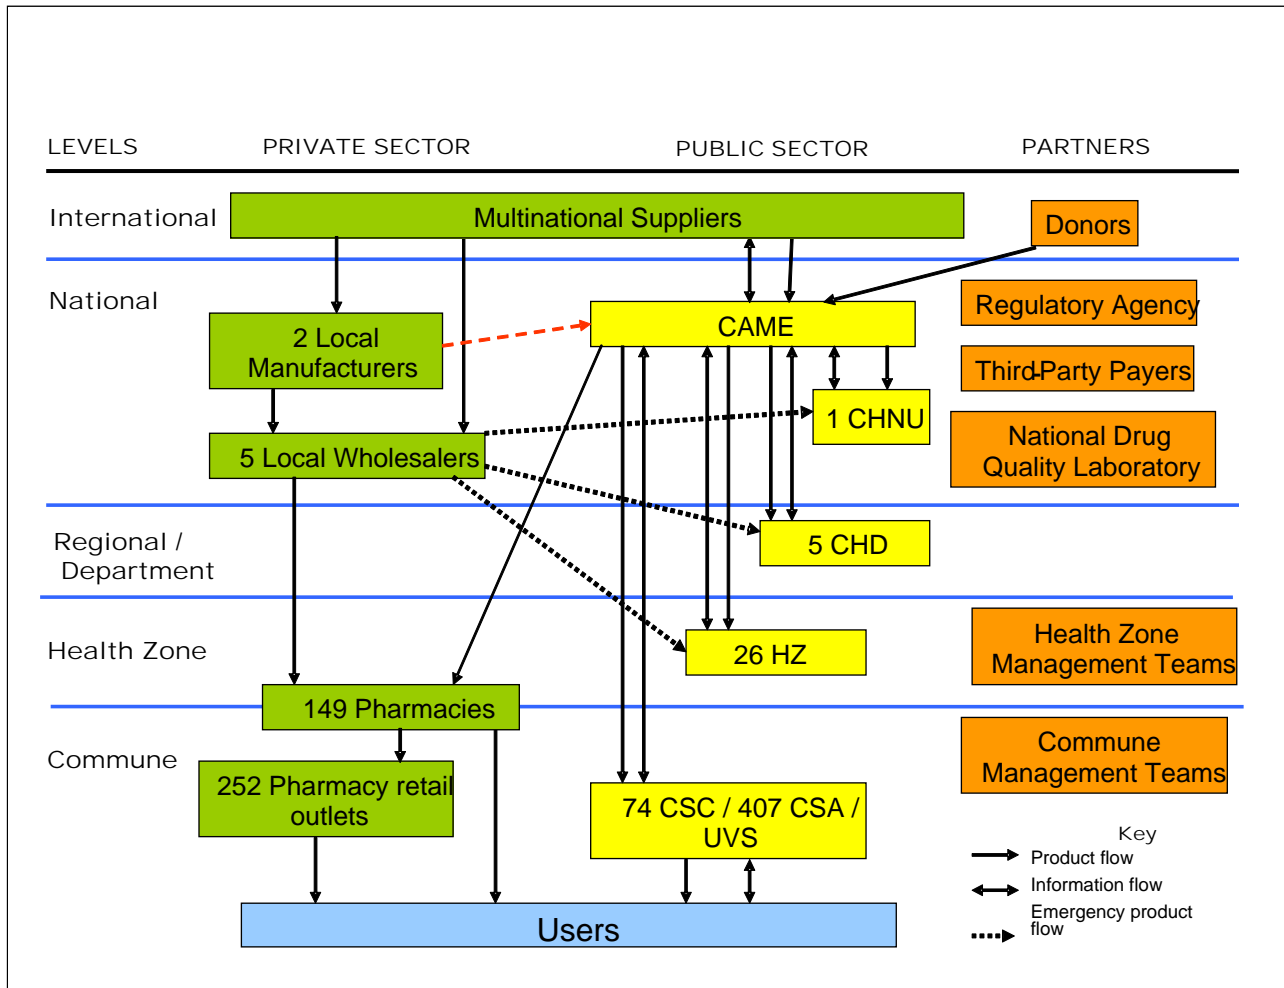 LEVELS
PRIVATE SECTOR
PUBLIC SECTOR
PARTNERS
International
Multinational Suppliers
Donors
National
2 Local
Manufacturers
CAME
Regulatory Agency
Third-Party Payers
1 CHNU
National Drug
Quality Laboratory
5 Local Wholesalers
Regional /
Department
5 CHD
Health Zone
26 HZ
Health Zone
Management Teams
149 Pharmacies
Commune
252 Pharmacy retail
outlets
74 CSC / 407 CSA /
UVS
Commune
Management Teams
Key
Product flow
Information flow
Emergency product
flow
Users